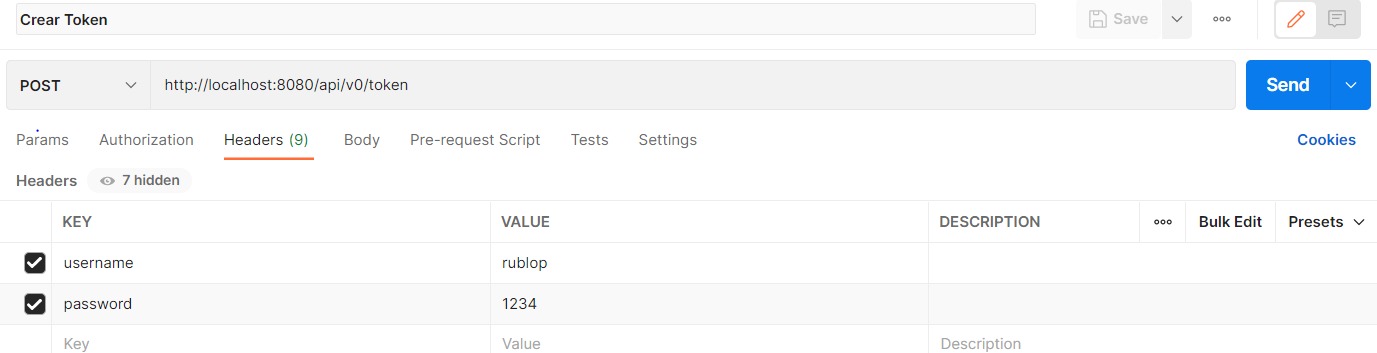 Crear Token
Save
POST
http://localhost:8080/api/v0/token
Send
Params Authorization Headers (9) Body Pre-request Script Tests Settings Cookies
Headers 7 hidden
KEY VALUE DESCRIPTION Bulk Edit Presets
username rublop
password 1234
Key Value Description